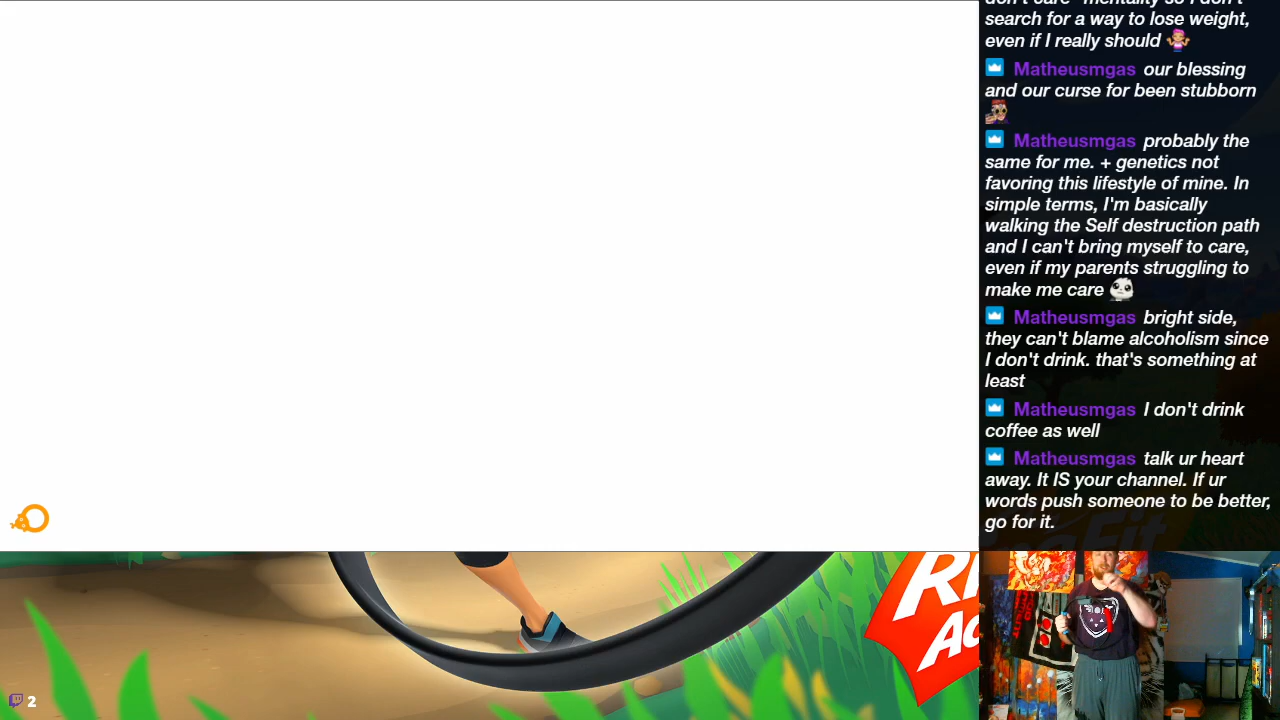 don't care" mentality so I don't
search for a way to lose weight,
even if I really should
Matheusmgas our blessing
and our curse for been stubborn
Matheusmgas probably the
same for me. + genetics not
favoring this lifestyle of mine. In
simple terms, I'm basically
walking the Self destruction path
and I can't bring myself to care,
even if my parents struggling to
make me care
Matheusmgas bright side,
they can't blame alcoholism since
I don't drink. that's something at
least
Matheusmgas I don't drink
coffee as well
Matheusmgas talk ur heart
away. It IS your channel. If ur
words push someone to be better,
go for it.
2